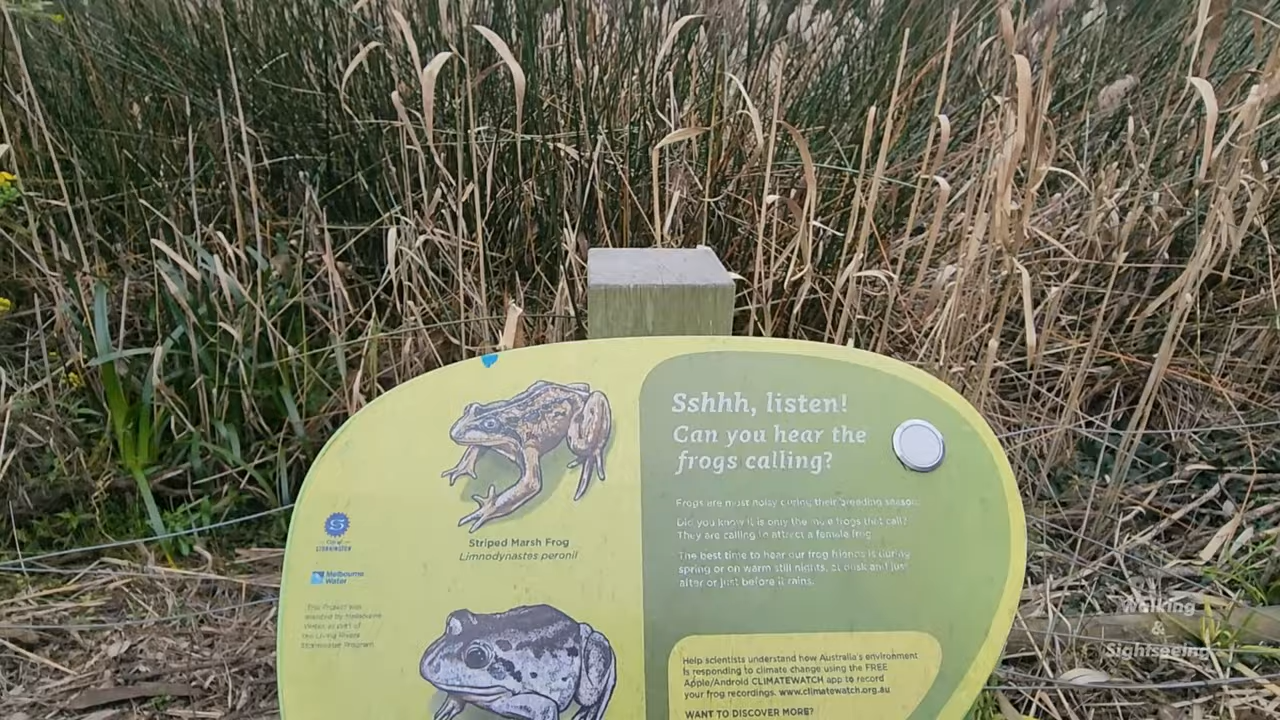 Sshhh, listen!
Can you hear the
frogs calling?
Frogs are most noisy during their breeding season.
Did you know it is only the male frogs that call?
They are calling to attract a female frog.
The best time to hear our frog friends is during
spring or on warm still nights, at dusk and just
after or just before it rains.
Striped Marsh Frog
Limnodynastes peronii
City of
Melbourne
Water
This Project was
Water as part of
the Living Rivers
Stormwater Program
Help scientists understand how Australia's environment
is responding to climate change using the FREE
Apple/Android CLIMATEWATCH app to record
your frog recordings. www.climatewatch.org.au
WANT TO DISCOVER MORE?
Walking
&
Sightseeing